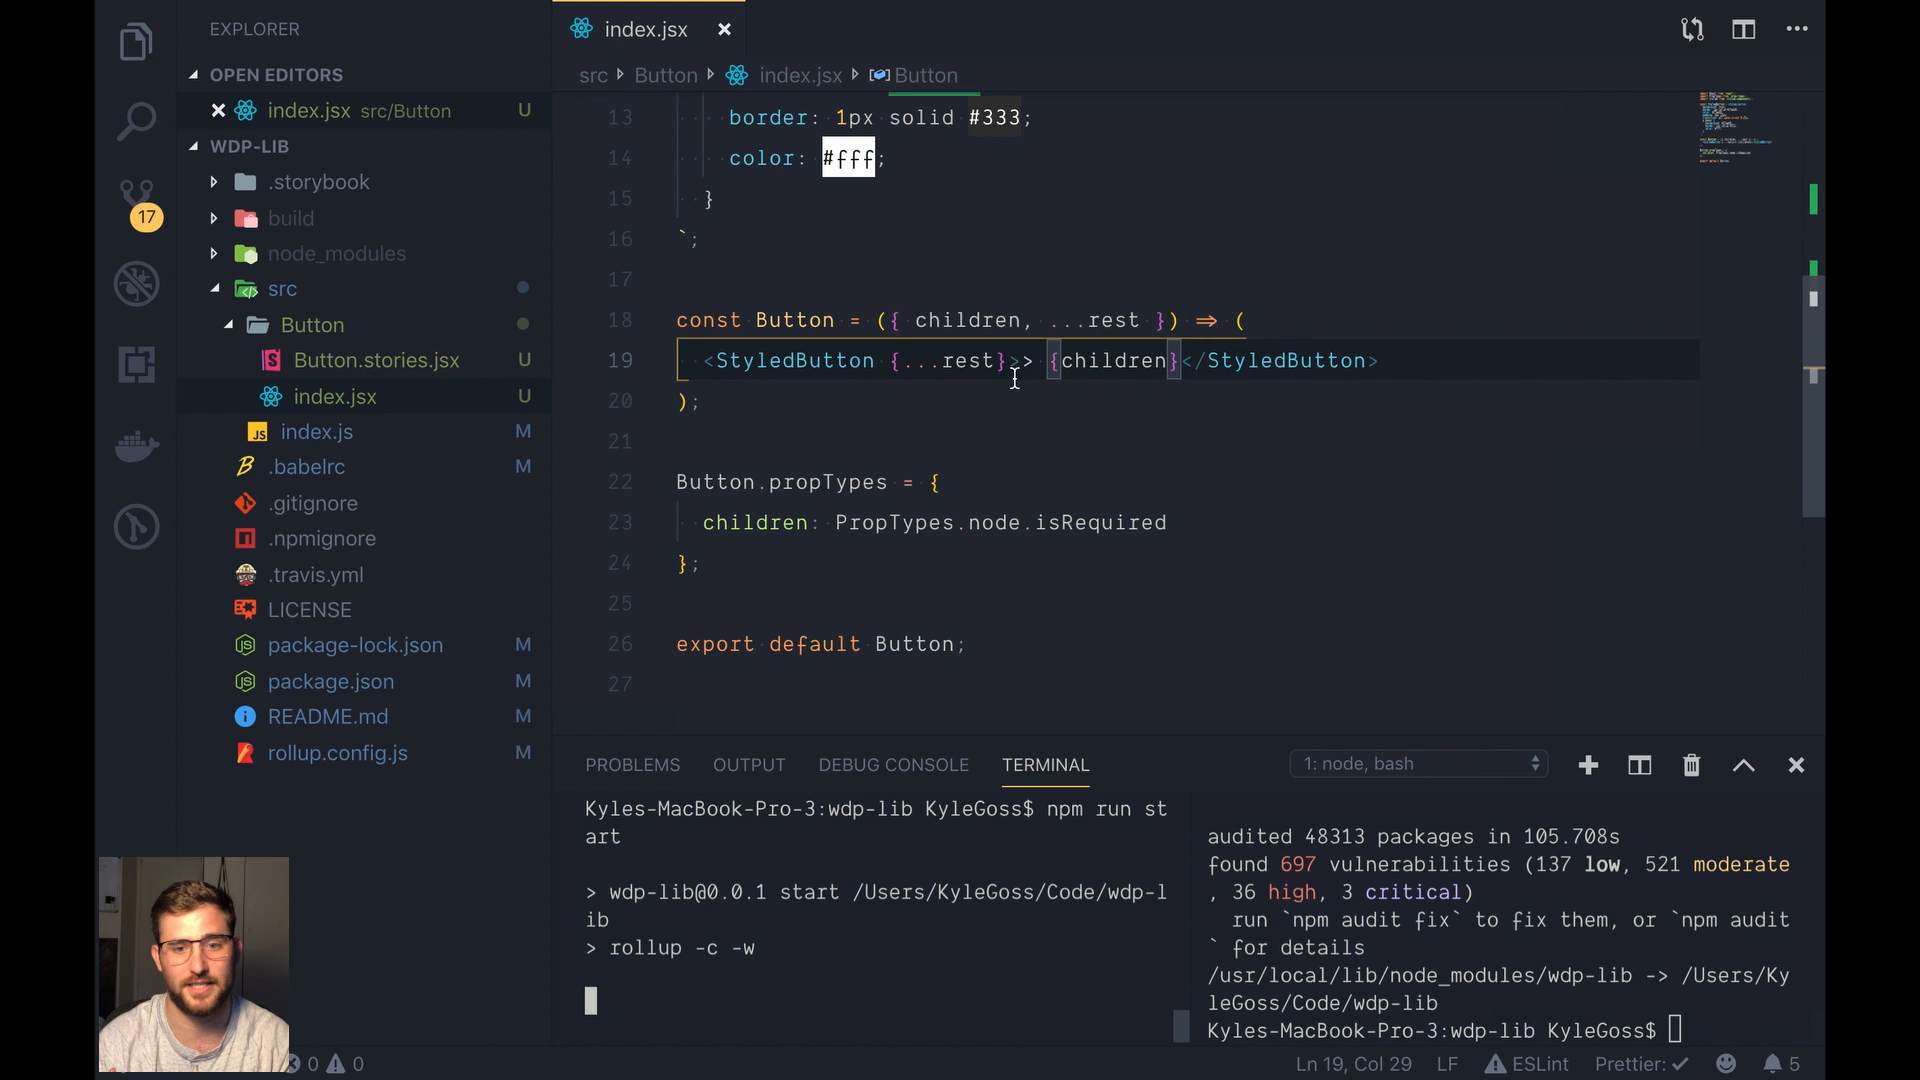 EXPLORER
OPEN EDITORS
index.jsx src/Button U
WDP-LIB
.storybook
build
node_modules
src
Button
Button.stories.jsx U
index.jsx U
index.js M
.babelrc M
.gitignore
.npmignore
.travis.yml
LICENSE
package-lock.json M
package.json M
README.md M
rollup.config.js M
17
index.jsx
src Button index.jsx Button
13 border: 1px solid #333;
14 color: #fff;
15 }
16 `;
17
18 const Button = ({ children, ...rest }) => (
19 <StyledButton {...rest}>> {children}</StyledButton>
20 );
21
22 Button.propTypes = {
23 children: PropTypes.node.isRequired
24 };
25
26 export default Button;
27
PROBLEMS OUTPUT DEBUG CONSOLE TERMINAL 1: node, bash
Kyles-MacBook-Pro-3:wdp-lib KyleGoss$ npm run st
art
> wdp-lib@0.0.1 start /Users/KyleGoss/Code/wdp-l
ib
> rollup -c -w
audited 48313 packages in 105.708s
found 697 vulnerabilities (137 low, 521 moderate
, 36 high, 3 critical)
run `npm audit fix` to fix them, or `npm audit
` for details
/usr/local/lib/node_modules/wdp-lib -> /Users/Ky
leGoss/Code/wdp-lib
Kyles-MacBook-Pro-3:wdp-lib KyleGoss$
0 0 Ln 19, Col 29 LF ESLint Prettier: ✓ 5